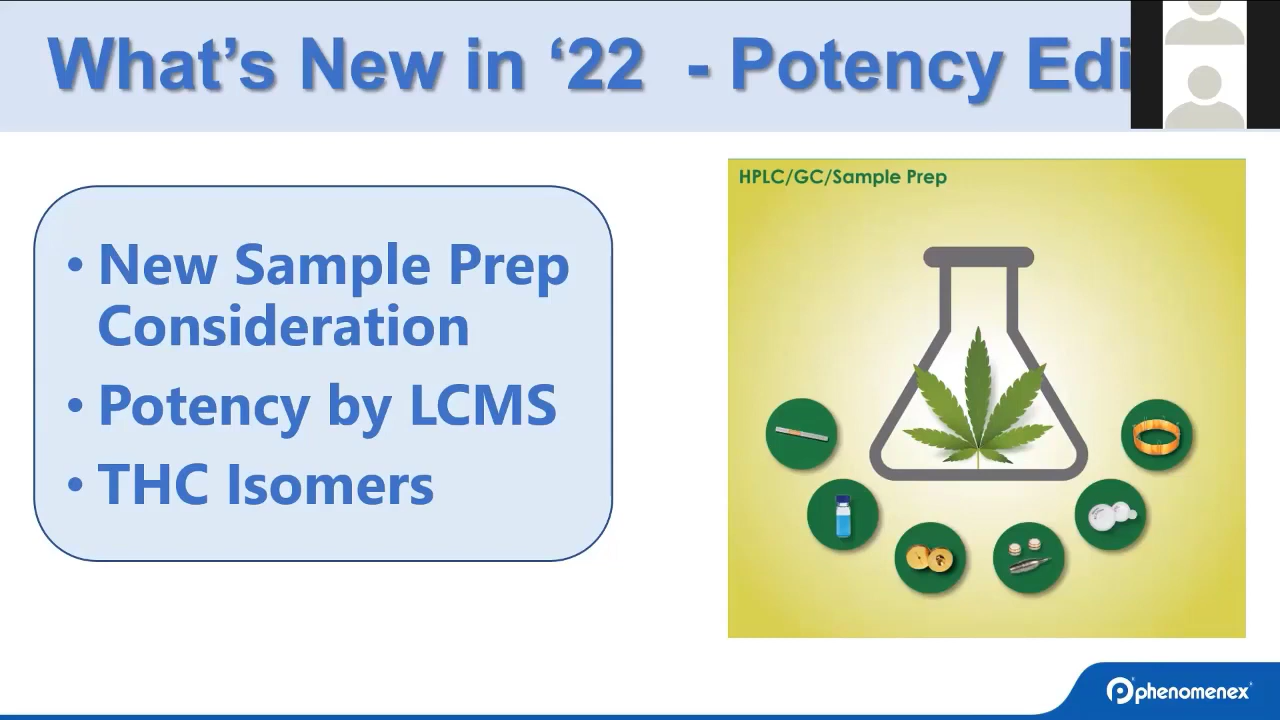 What's New in ‘22 - Potency Edi
HPLC/GC/Sample Prep
• New Sample Prep
Consideration
• Potency by LCMS
• THC Isomers
phenomenex®